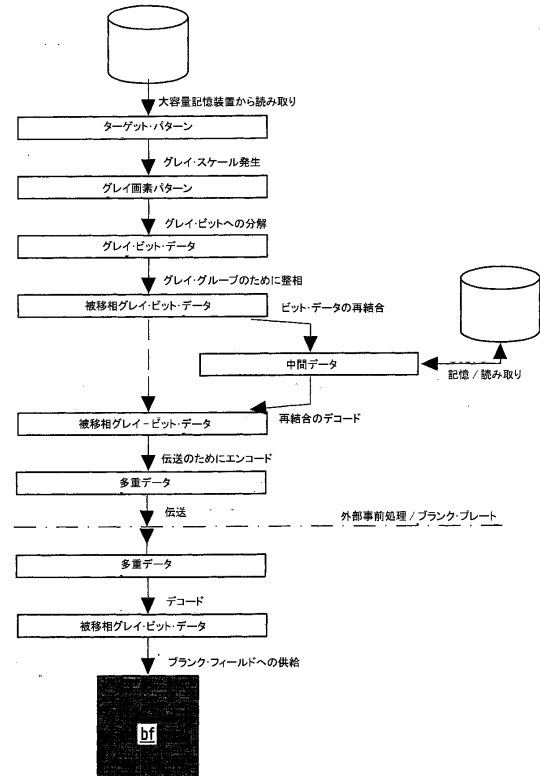 大容量記憶装置から読み取り
ターゲット・パターン
グレイ・スケール発生
グレイ画素パターン
グレイ・ビットへの分解
グレイ・ビット・データ
グレイ・グループのために整相
被移相グレイ・ビット・データ
ビット・データの再結合
中間データ
記憶 / 読み取り
再結合のデコード
被移相グレイ－ビット・データ
伝送のためにエンコード
多重データ
伝送
外部事前処理 / ブランク・プレート
多重データ
デコード
被移相グレイ・ビット・データ
ブランク・フィールドへの供給
bf